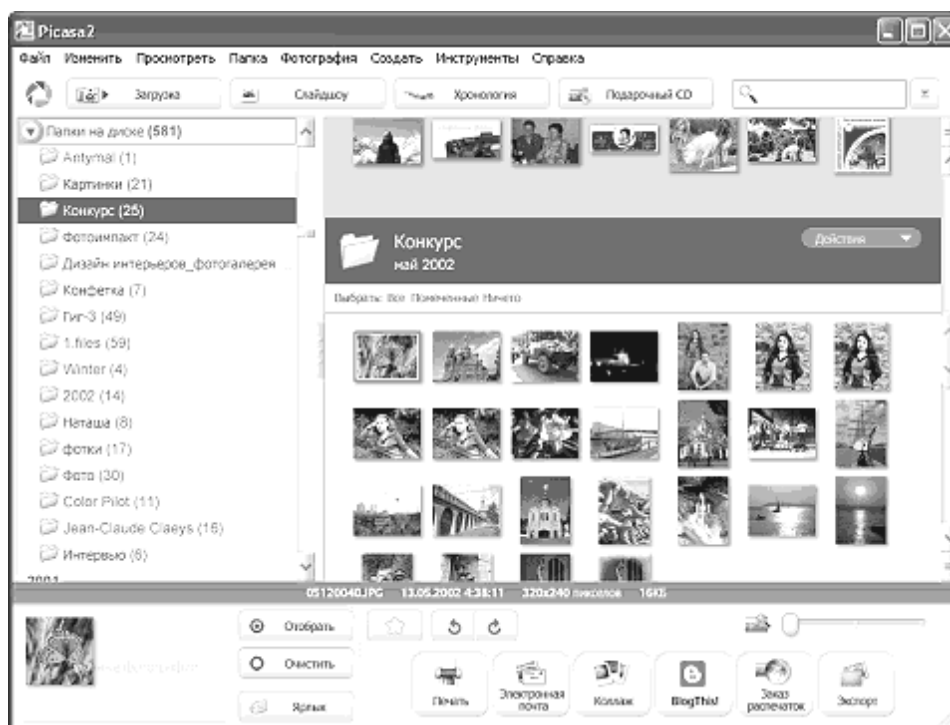 Picasa2
Файл Изменить Просмотреть Папка Фотография Создать Инструменты Справка
Загрузка Слайдшоу Хронология Подарочный CD
Папки на диске (581)
Antymal (1)
Картинки (21)
Конкурс (25)
Фотоимпакт (24)
Дизайн интерьеров_фотогалерея ...
Конфетка (7)
Гиг-3 (49)
1.files (59)
Winter (4)
2002 (14)
Наташа (8)
фотки (17)
Фото (30)
Color Pilot (11)
Jean-Claude Claeys (16)
Интервью (6)
2001
Конкурс
май 2002
Действия
Выбрать: Все Помеченные Ничего
05120040.JPG 13.05.2002 4:38:11 320x240 пикселов 16КБ
Отобрать
Очистить
Ярлык
Печать
Электронная почта
Коллаж
BlogThis!
Заказ распечаток
Экспорт